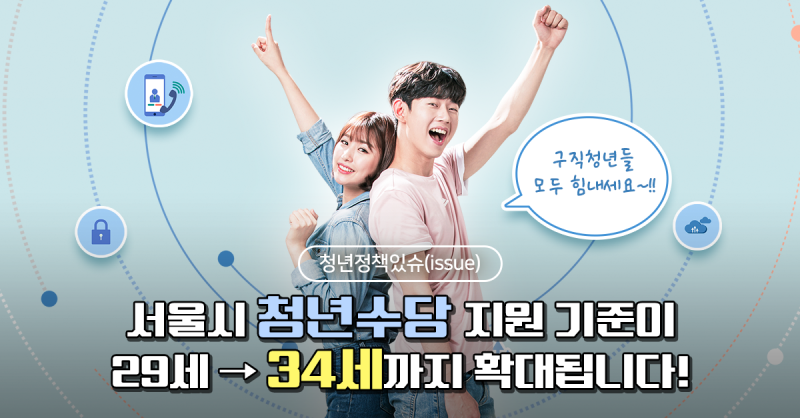 구직청년들
모두 힘내세요~!!
청년정책있슈(issue)
서울시 청년수당 지원 기준이
29세 → 34세까지 확대됩니다!